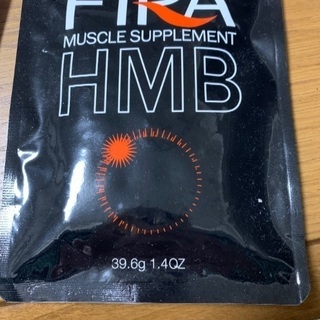 FIRA
MUSCLE SUPPLEMENT
HMB
39.6g 1.4OZ